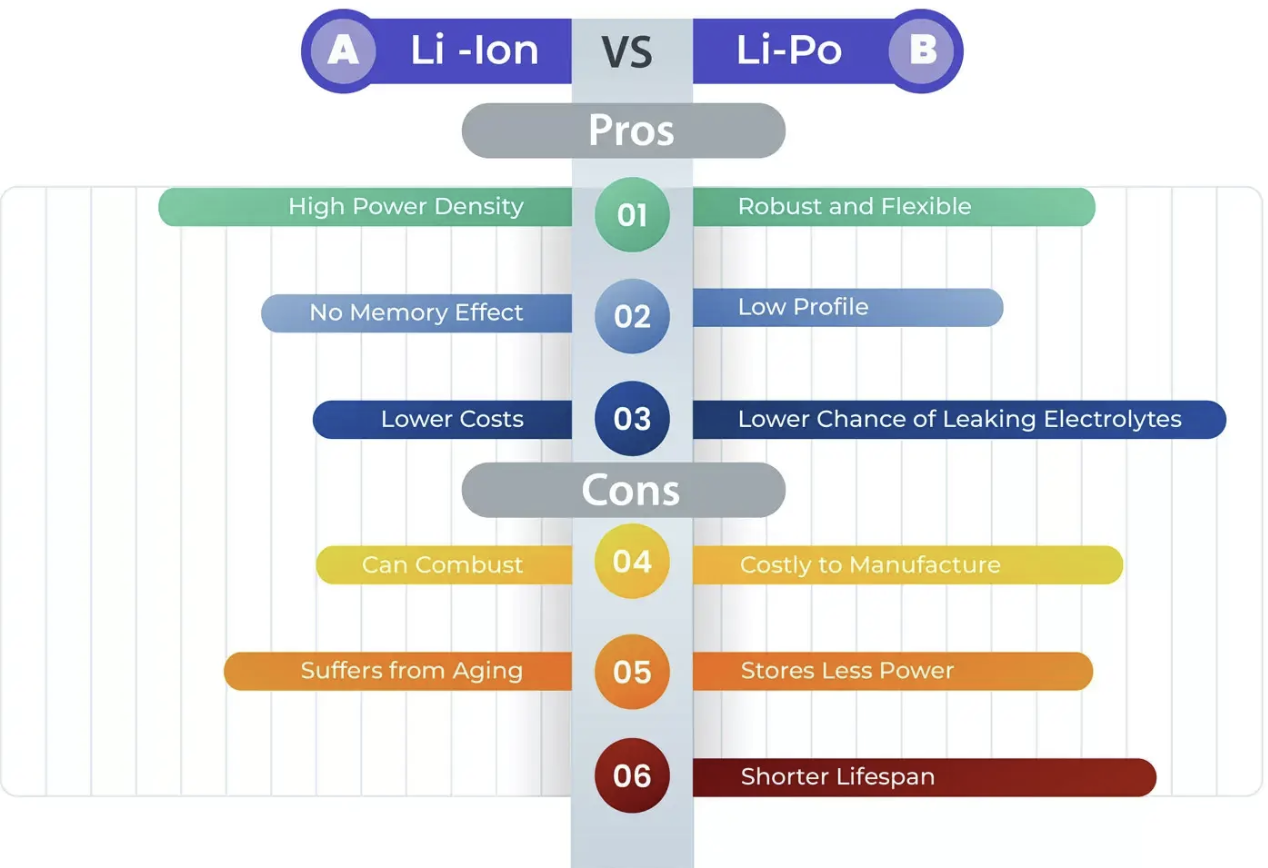 A Li -Ion VS Li-Po B
Pros
High Power Density 01 Robust and Flexible
No Memory Effect 02 Low Profile
Lower Costs 03 Lower Chance of Leaking Electrolytes
Cons
Can Combust 04 Costly to Manufacture
Suffers from Aging 05 Stores Less Power
06 Shorter Lifespan